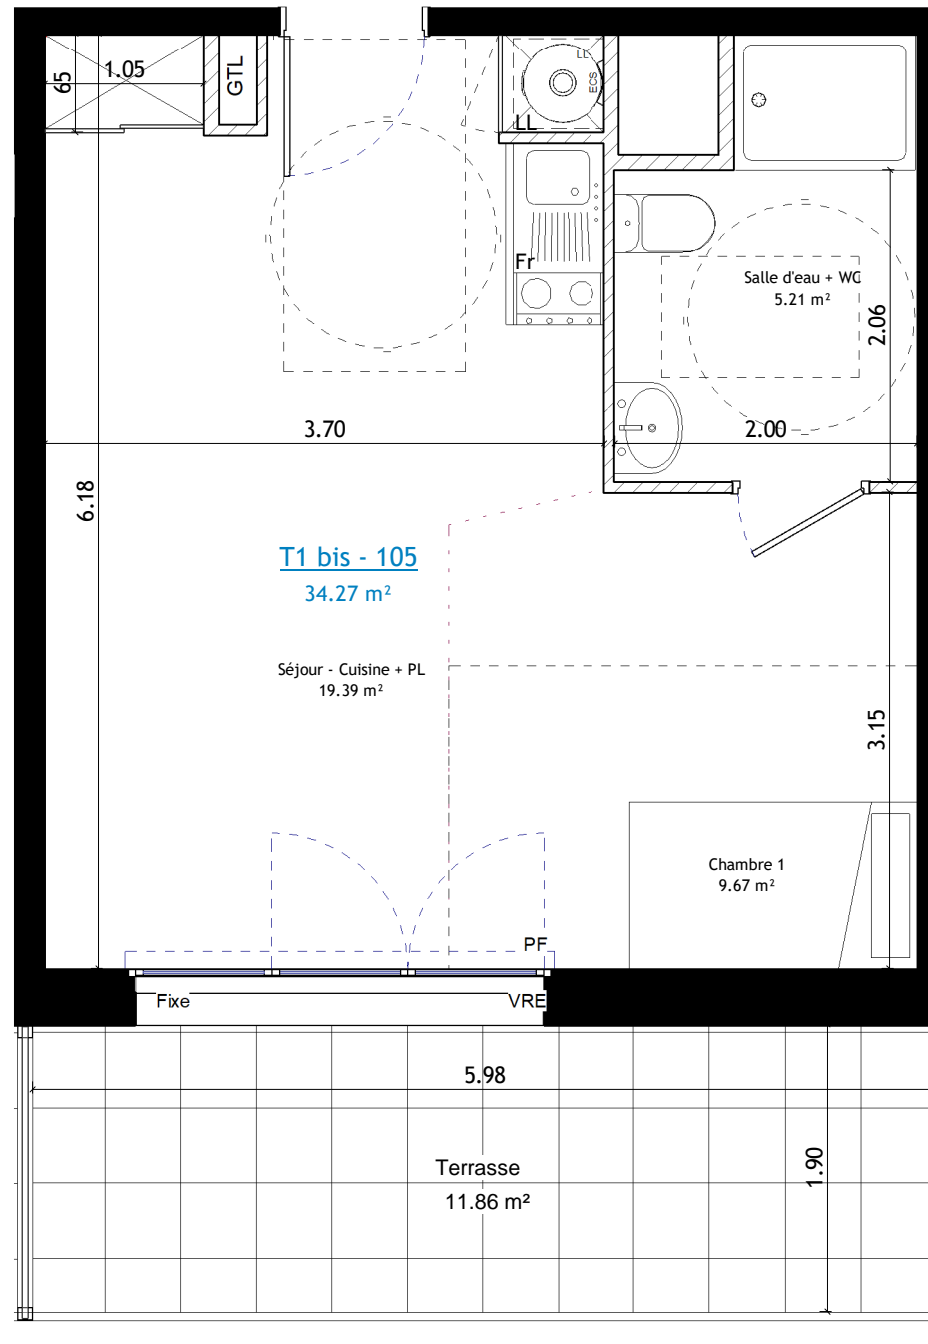 65
1.05
GTL
LL
ECS
LL
Fr
Salle d'eau + WC
5.21 m²
2.06
3.70
2.00
6.18
T1 bis - 105
34.27 m²
Séjour - Cuisine + PL
19.39 m²
3.15
Chambre 1
9.67 m²
PF
Fixe
VRE
5.98
Terrasse
11.86 m²
1.90